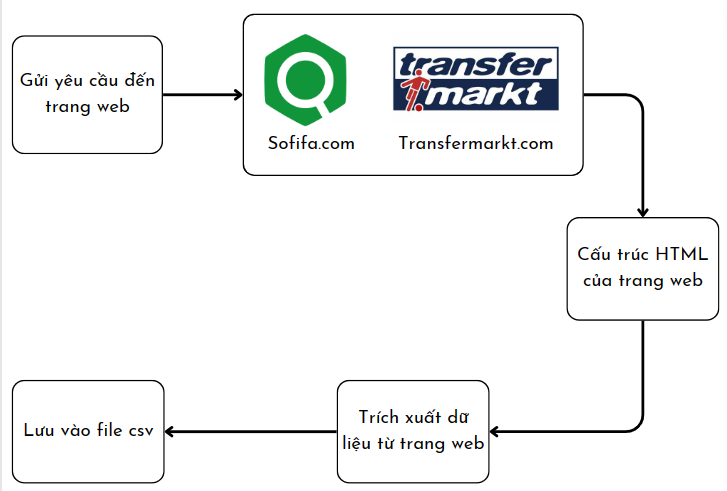 Gửi yêu cầu đến
trang web
transfer
markt
Sofifa.com
Transfermarkt.com
Cấu trúc HTML
của trang web
Trích xuất dữ
liệu từ trang web
Lưu vào file csv